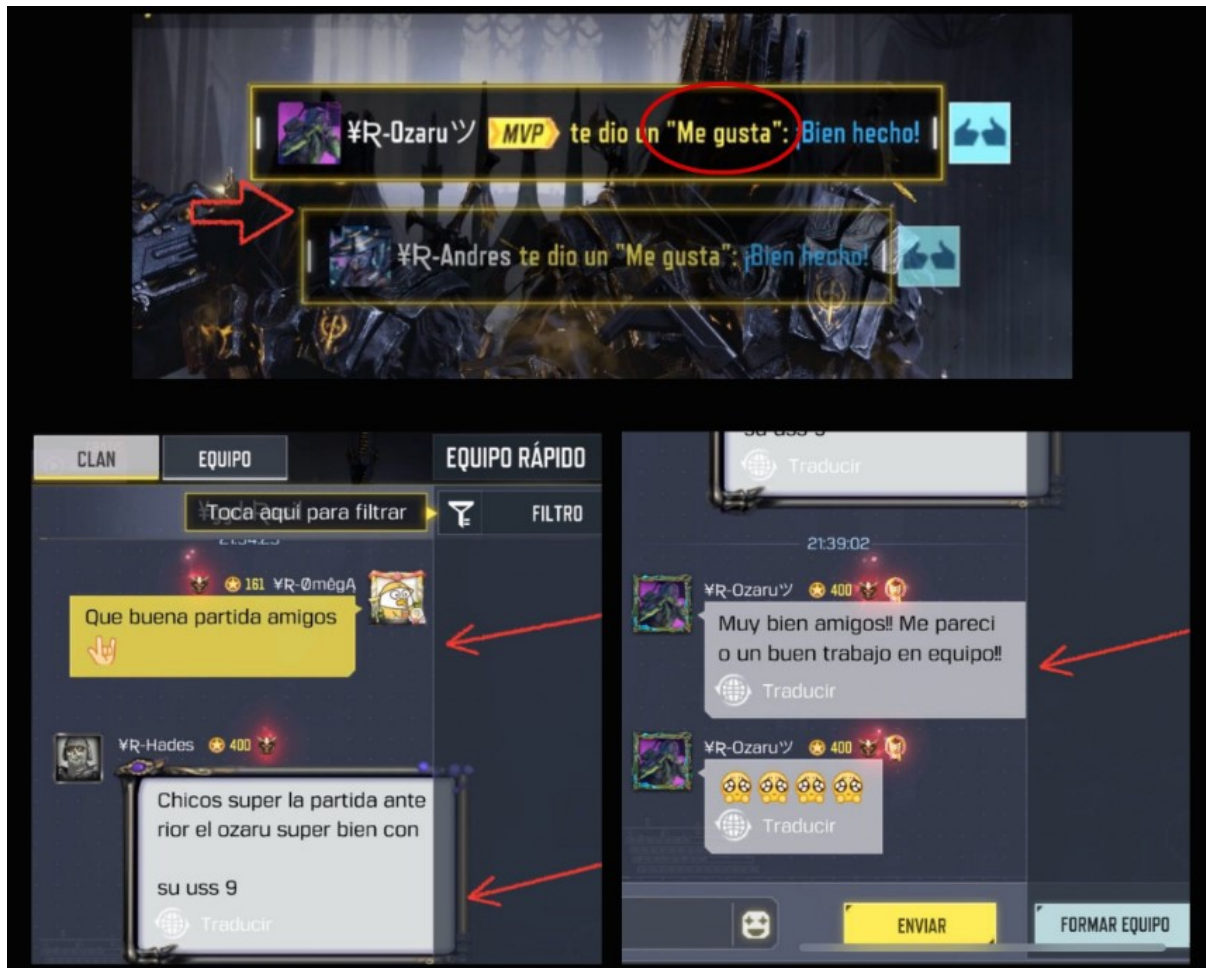 ¥R-Ozaruツ MVP te dio un "Me gusta": ¡Bien hecho!
¥R-Andres te dio un "Me gusta": ¡Bien hecho!
CLAN EQUIPO EQUIPO RÁPIDO
Toca aquí para filtrar FILTRO
21:34:23
161 ¥R-ØmêgA
Que buena partida amigos
¥R-Hades 400
Chicos super la partida ante
rior el ozaru super bien con
su uss 9
Traducir
Traducir
21:39:02
¥R-Ozaruツ 400
Muy bien amigos!! Me pareci
o un buen trabajo en equipo!!
Traducir
¥R-Ozaruツ 400
🥺🥺🥺🥺
Traducir
ENVIAR FORMAR EQUIPO